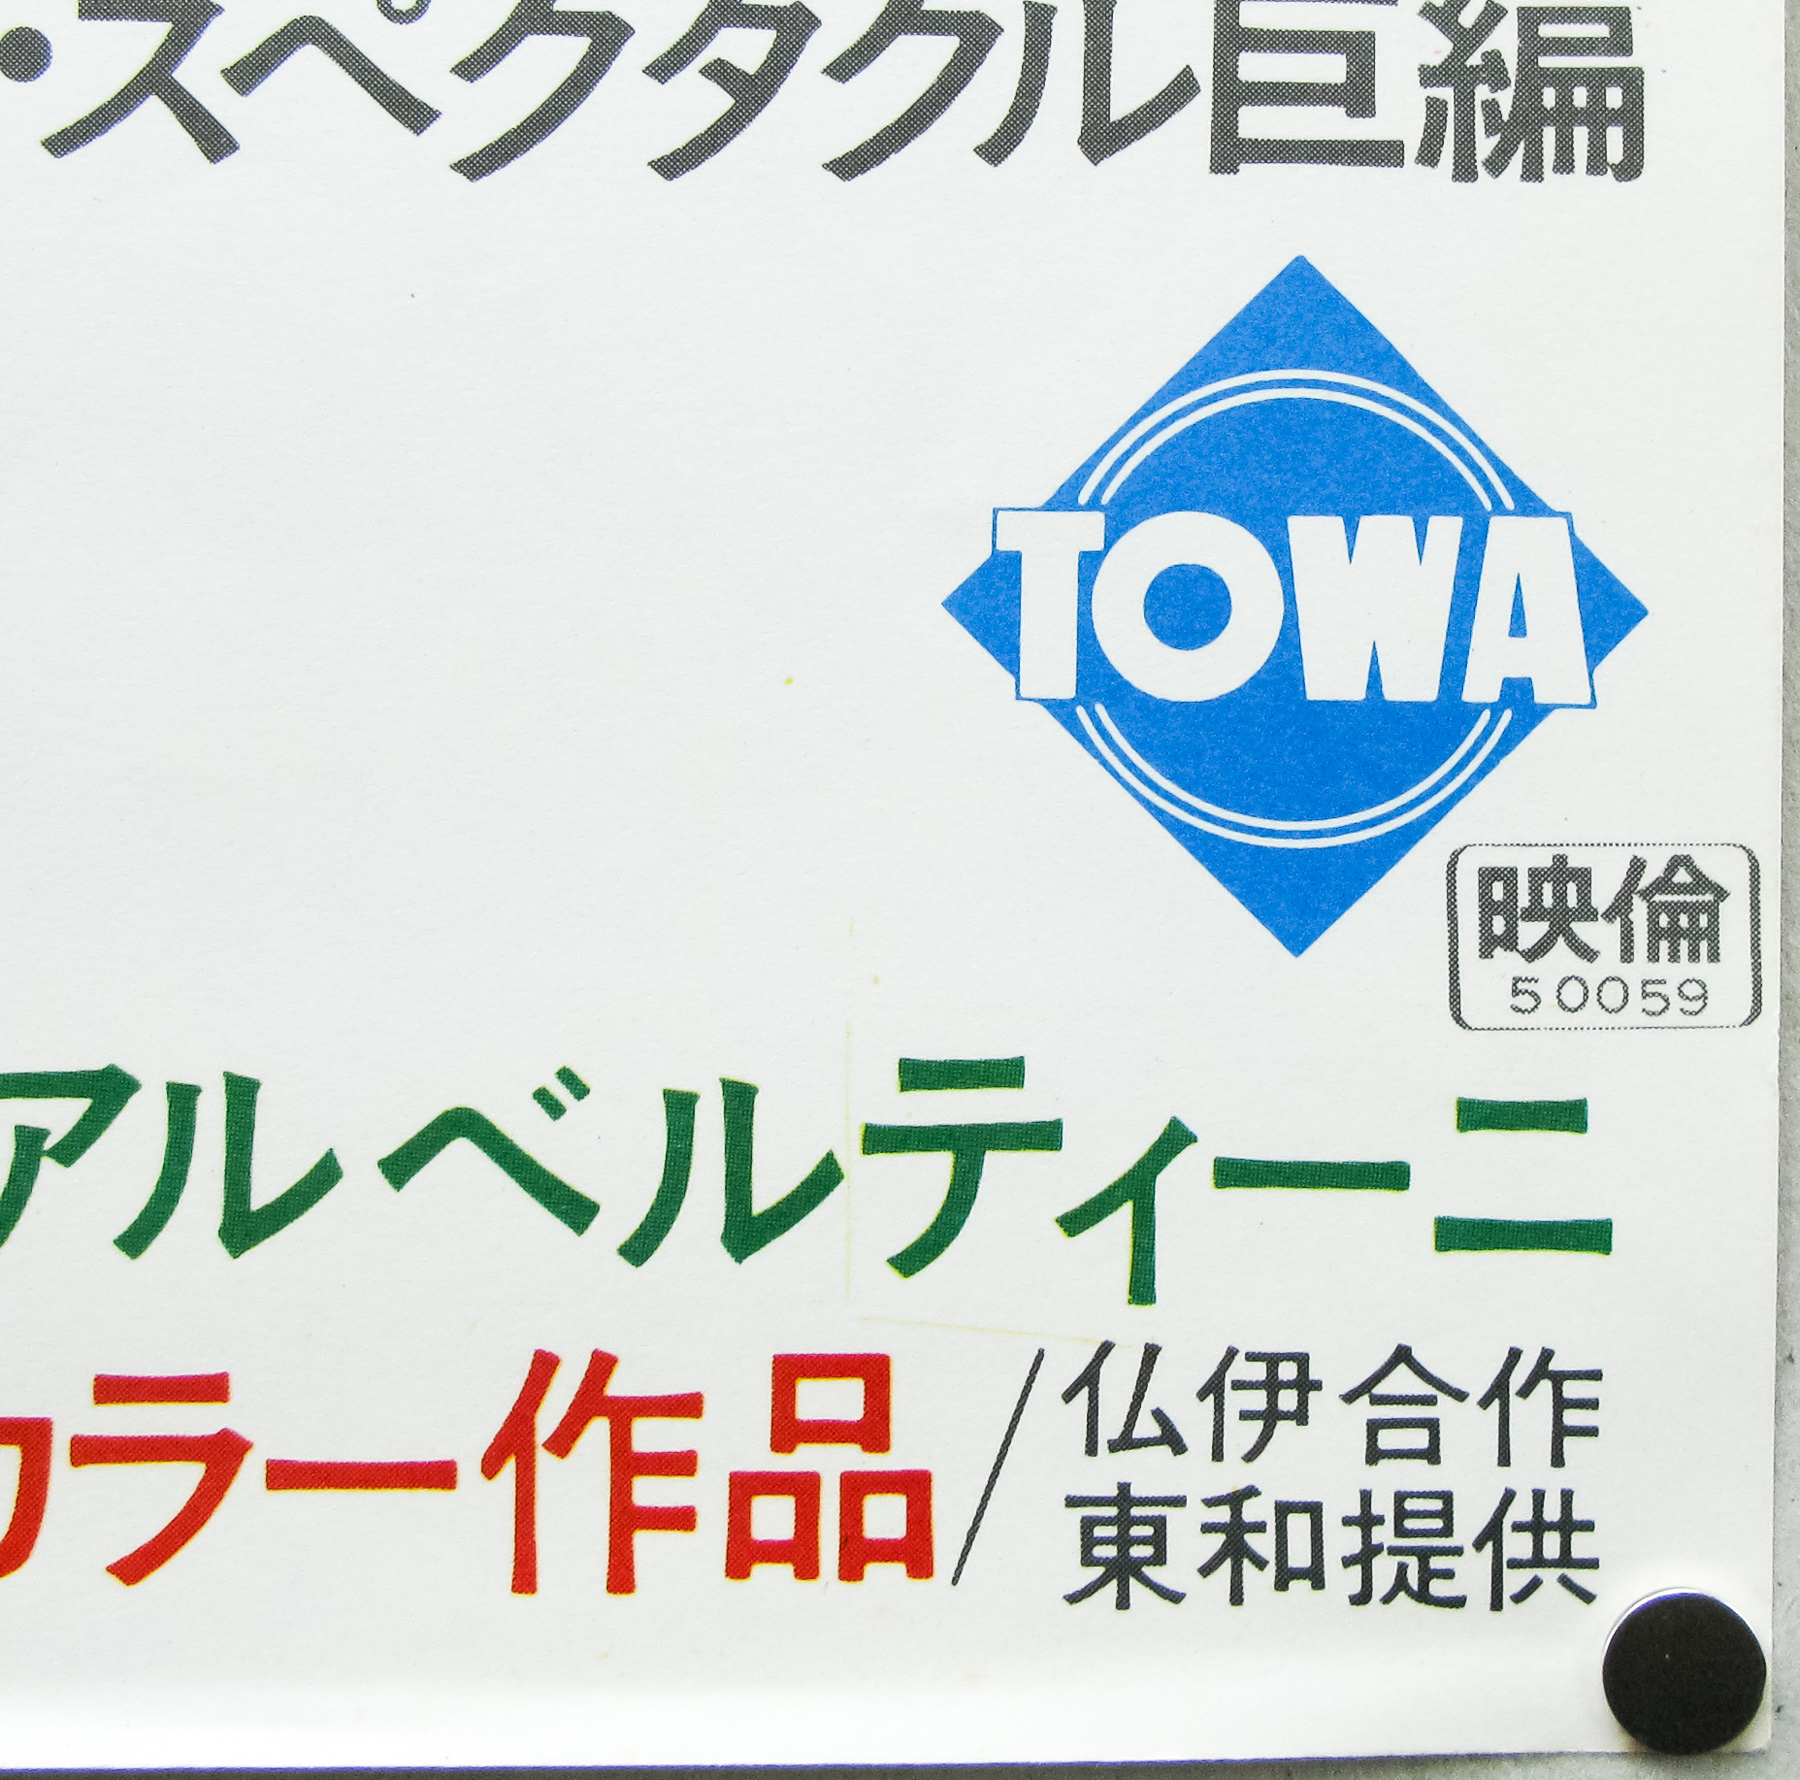 ・スペクタクル巨編
TOWA
映倫
50059
アルベルティーニ
カラー作品/仏伊合作
東和提供